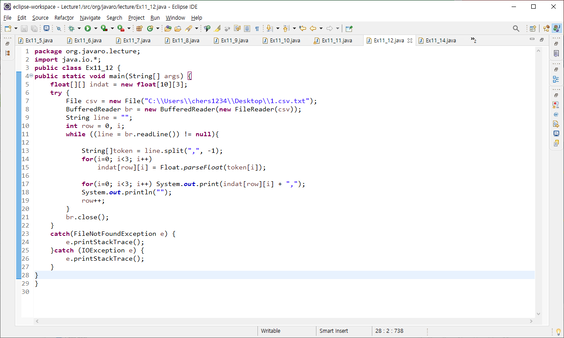 eclipse-workspace - Lecture1/src/org/javaro/lecture/Ex11_12.java - Eclipse IDE
File Edit Source Refactor Navigate Search Project Run Window Help
Ex11_5.java Ex11_6.java Ex11_7.java Ex11_8.java Ex11_9.java Ex11_10.java Ex11_11.java Ex11_12.java Ex11_14.java
1 package org.javaro.lecture;
2 import java.io.*;
3 public class Ex11_12 {
4 public static void main(String[] args) {
5 float[][] indat = new float[10][3];
6 try {
7 File csv = new File("C:\\Users\\chers1234\\Desktop\\1.csv.txt");
8 BufferedReader br = new BufferedReader(new FileReader(csv));
9 String line = "";
10 int row = 0, i;
11 while ((line = br.readLine()) != null){
12
13 String[]token = line.split(",", -1);
14 for(i=0; i<3; i++)
15 indat[row][i] = Float.parseFloat(token[i]);
16
17 for(i=0; i<3; i++) System.out.print(indat[row][i] + ",");
18 System.out.println("");
19 row++;
20 }
21 br.close();
22 }
23 catch(FileNotFoundException e) {
24 e.printStackTrace();
25 }catch (IOException e) {
26 e.printStackTrace();
27 }
28 }
29 }
30
Writable Smart Insert 28 : 2 : 738